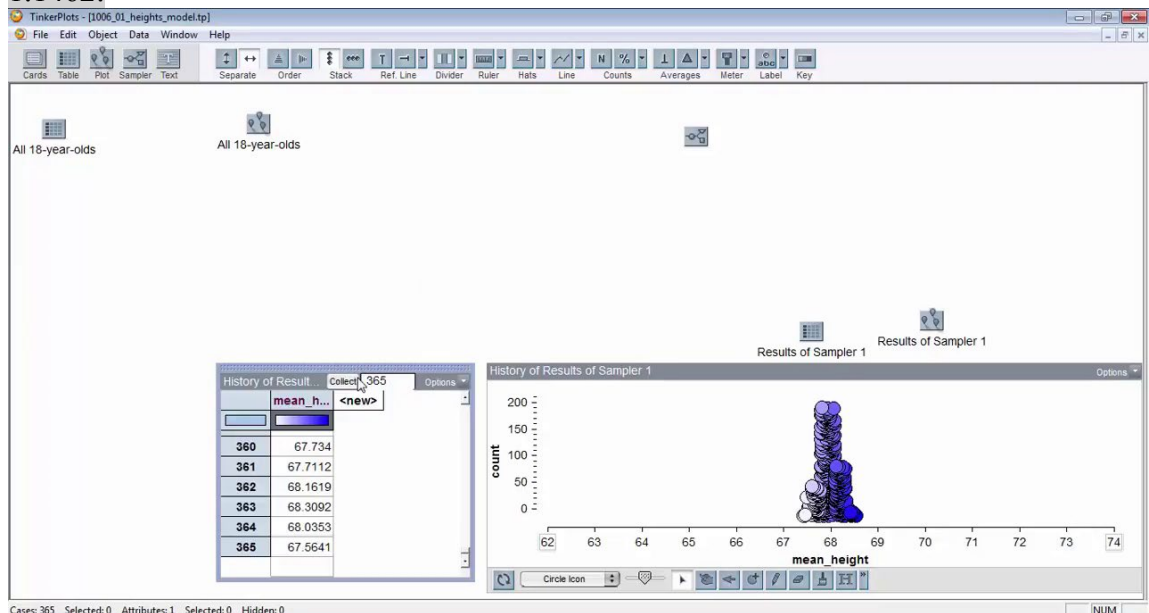 TinkerPlots - [1006_01_heights_model.tp]
File Edit Object Data Window Help
Cards Table Plot Sampler Text Separate Order Stack Ref. Line Divider Ruler Hats Line Counts Averages Meter Label Key
All 18-year-olds
All 18-year-olds
Results of Sampler 1
Results of Sampler 1
History of Result... Collect 365 Options
mean_h... <new>
360 67.734
361 67.7112
362 68.1619
363 68.3092
364 68.0353
365 67.5641
History of Results of Sampler 1 Options
200
150
100
50
0
count
62 63 64 65 66 67 68 69 70 71 72 73 74
mean_height
Circle Icon
Cases: 365 Selected: 0 Attributes: 1 Selected: 0 Hidden: 0 NUM